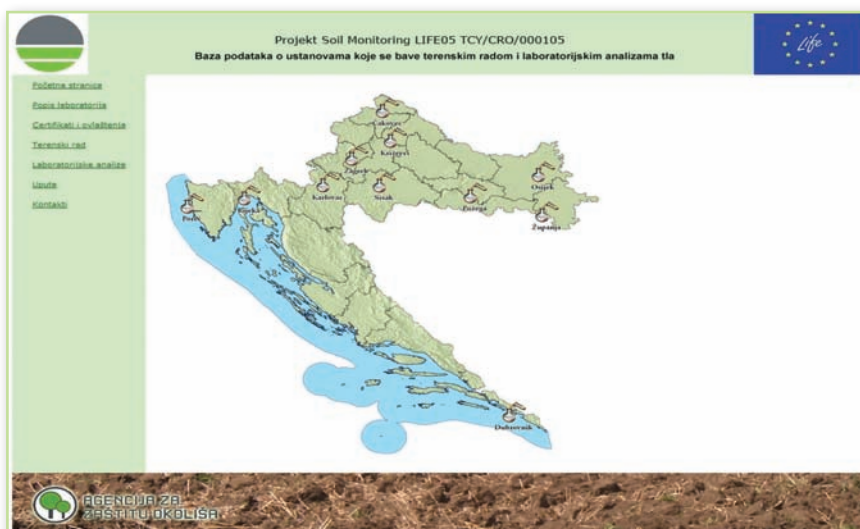 Projekt Soil Monitoring LIFE05 TCY/CRO/000105
Baza podataka o ustanovama koje se bave terenskim radom i laboratorijskim analizama tla
Life
Početna stranica
Popis laboratorija
Certifikati i ovlaštenja
Terenski rad
Laboratorijske analize
Upute
Kontakti
Čakovec
Križevci
Zagreb
Osijek
Karlovac
Sisak
Požega
Županja
Poreč
Rijeka
Dubrovnik
AGENCIJA ZA
ZAŠTITU OKOLIŠA